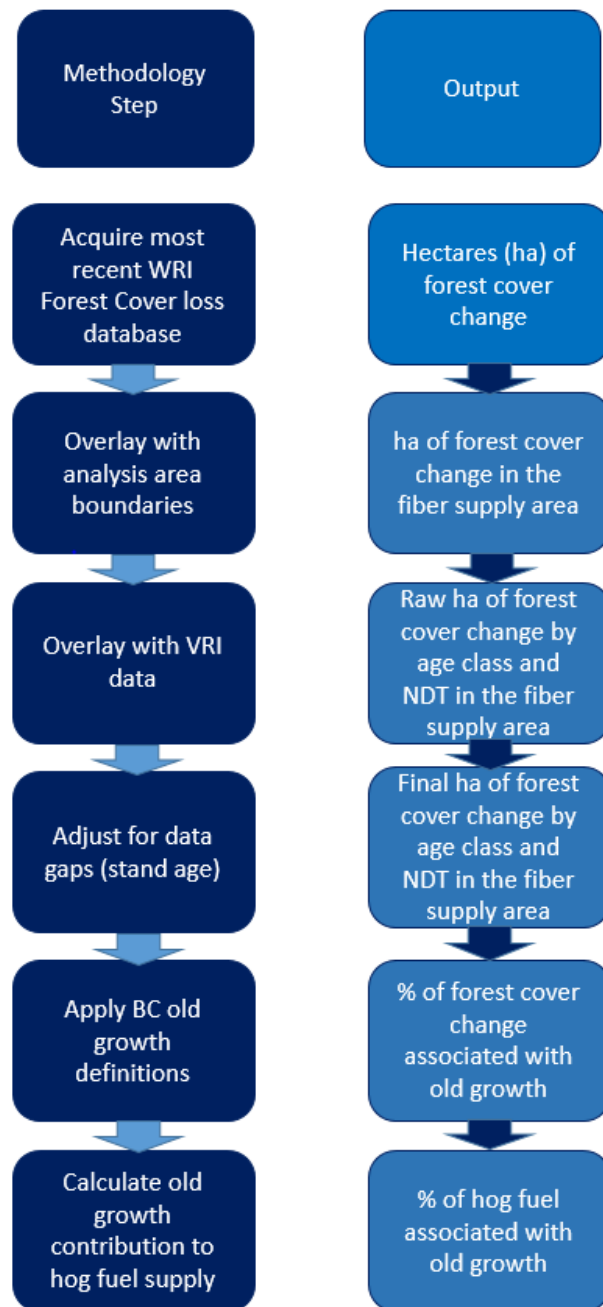 Methodology
Step
Output
Acquire most
recent WRI
Forest Cover loss
database
Hectares (ha) of
forest cover
change
Overlay with
analysis area
boundaries
ha of forest cover
change in the
fiber supply area
Overlay with VRI
data
Raw ha of forest
cover change by
age class and
NDT in the fiber
supply area
Adjust for data
gaps (stand age)
Final ha of forest
cover change by
age class and
NDT in the fiber
supply area
Apply BC old
growth
definitions
% of forest cover
change
associated with
old growth
Calculate old
growth
contribution to
hog fuel supply
% of hog fuel
associated with
old growth